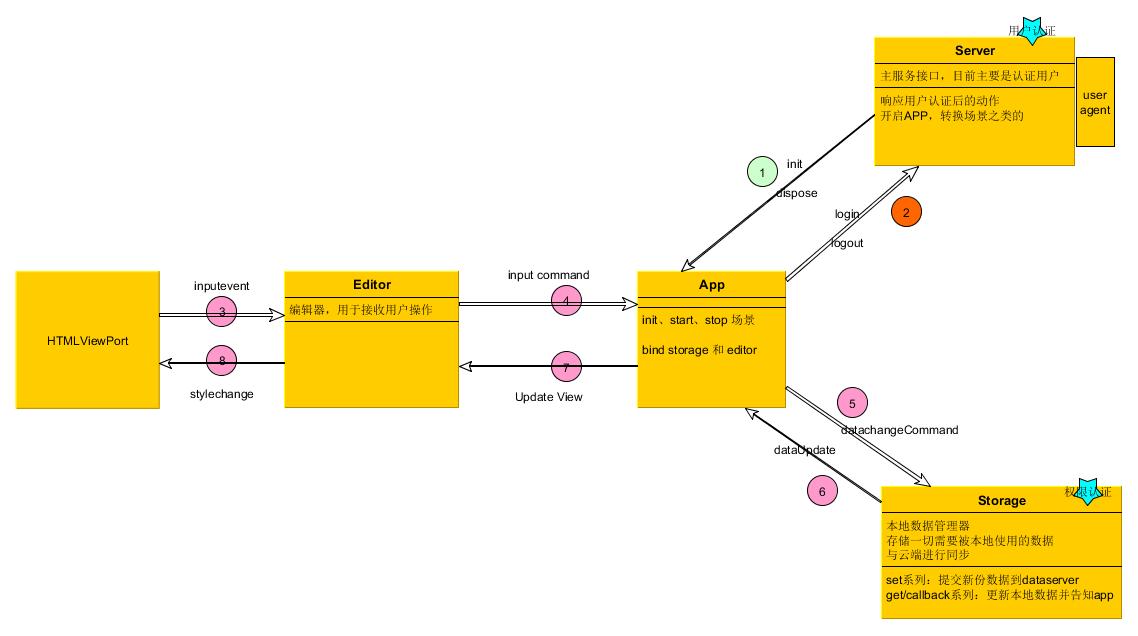 用户认证
Server
主服务接口，目前主要是认证用户
响应用户认证后的动作
开启APP，转换场景之类的
user
agent
1
init
dispose
login
2
logout
HTMLViewPort
inputevent
3
8
stylechange
Editor
编辑器，用于接收用户操作
input command
4
7
Update View
App
init、start、stop 场景
bind storage 和 editor
5
datachangeCommand
dataUpdate
6
权限认证
Storage
本地数据管理器
存储一切需要被本地使用的数据
与云端进行同步
set系列：提交新份数据到dataserver
get/callback系列：更新本地数据并告知app